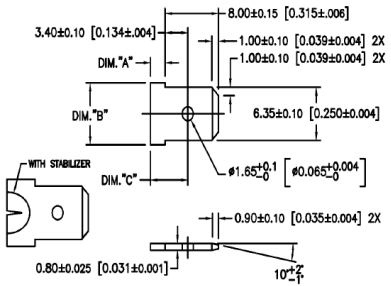 8.00±0.15 [0.315±.006]
3.40±0.10 [0.134±.004]
1.00±0.10 [0.039±0.004] 2X
1.00±0.10 [0.039±0.004] 2X
DIM."A"
DIM."B"
6.35±0.10 [0.250±0.004]
DIM."C"
ø1.65+0.1 -0 [ø0.065+0.004 -0]
WITH STABILIZER
0.90±0.10 [0.035±0.004] 2X
0.80±0.025 [0.031±0.001]
10°+2° -1°